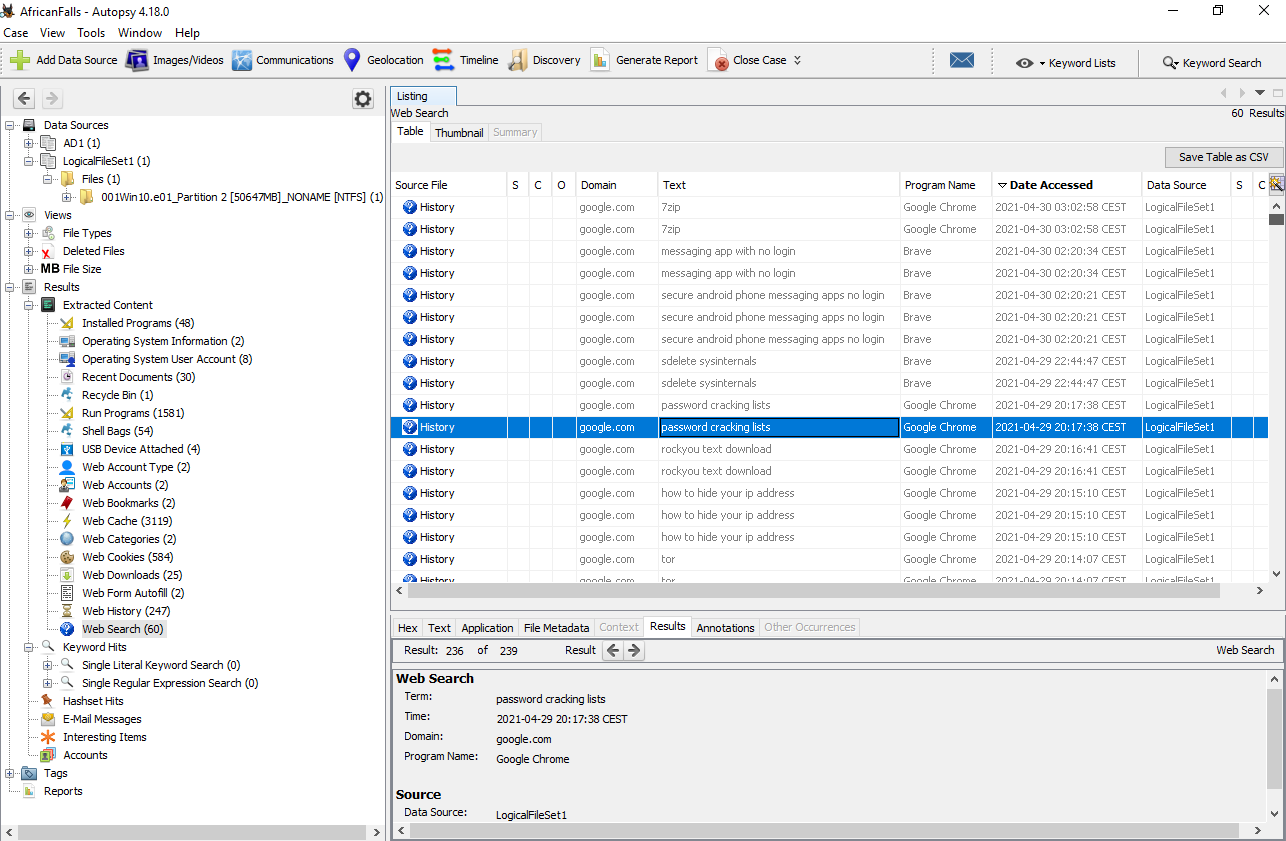 AfricanFalls - Autopsy 4.18.0
Case View Tools Window Help
Add Data Source Images/Videos Communications Geolocation Timeline Discovery Generate Report Close Case Keyword Lists Keyword Search
Data Sources
AD1 (1)
LogicalFileSet1 (1)
Files (1)
001Win10.e01_Partition 2 [50647MB]_NONAME [NTFS] (1)
Views
File Types
Deleted Files
MB File Size
Results
Extracted Content
Installed Programs (48)
Operating System Information (2)
Operating System User Account (8)
Recent Documents (30)
Recycle Bin (1)
Run Programs (1581)
Shell Bags (54)
USB Device Attached (4)
Web Account Type (2)
Web Accounts (2)
Web Bookmarks (2)
Web Cache (3119)
Web Categories (2)
Web Cookies (584)
Web Downloads (25)
Web Form Autofill (2)
Web History (247)
Web Search (60)
Keyword Hits
Single Literal Keyword Search (0)
Single Regular Expression Search (0)
Hashset Hits
E-Mail Messages
Interesting Items
Accounts
Tags
Reports
Listing
Web Search 60 Results
Table Thumbnail Summary
Save Table as CSV
Source File S C O Domain Text Program Name Date Accessed Data Source S C
History google.com 7zip Google Chrome 2021-04-30 03:02:58 CEST LogicalFileSet1
History google.com 7zip Google Chrome 2021-04-30 03:02:58 CEST LogicalFileSet1
History google.com messaging app with no login Brave 2021-04-30 02:20:34 CEST LogicalFileSet1
History google.com messaging app with no login Brave 2021-04-30 02:20:34 CEST LogicalFileSet1
History google.com secure android phone messaging apps no login Brave 2021-04-30 02:20:21 CEST LogicalFileSet1
History google.com secure android phone messaging apps no login Brave 2021-04-30 02:20:21 CEST LogicalFileSet1
History google.com secure android phone messaging apps no login Brave 2021-04-30 02:20:21 CEST LogicalFileSet1
History google.com sdelete sysinternals Brave 2021-04-29 22:44:47 CEST LogicalFileSet1
History google.com sdelete sysinternals Brave 2021-04-29 22:44:47 CEST LogicalFileSet1
History google.com password cracking lists Google Chrome 2021-04-29 20:17:38 CEST LogicalFileSet1
History google.com password cracking lists Google Chrome 2021-04-29 20:17:38 CEST LogicalFileSet1
History google.com rockyou text download Google Chrome 2021-04-29 20:16:41 CEST LogicalFileSet1
History google.com rockyou text download Google Chrome 2021-04-29 20:16:41 CEST LogicalFileSet1
History google.com how to hide your ip address Google Chrome 2021-04-29 20:15:10 CEST LogicalFileSet1
History google.com how to hide your ip address Google Chrome 2021-04-29 20:15:10 CEST LogicalFileSet1
History google.com how to hide your ip address Google Chrome 2021-04-29 20:15:10 CEST LogicalFileSet1
History google.com tor Google Chrome 2021-04-29 20:14:07 CEST LogicalFileSet1
History google.com tor Google Chrome 2021-04-29 20:14:07 CEST LogicalFileSet1
Hex Text Application File Metadata Context Results Annotations Other Occurrences
Result: 236 of 239 Result Web Search
Web Search
Term: password cracking lists
Time: 2021-04-29 20:17:38 CEST
Domain: google.com
Program Name: Google Chrome
Source
Data Source: LogicalFileSet1